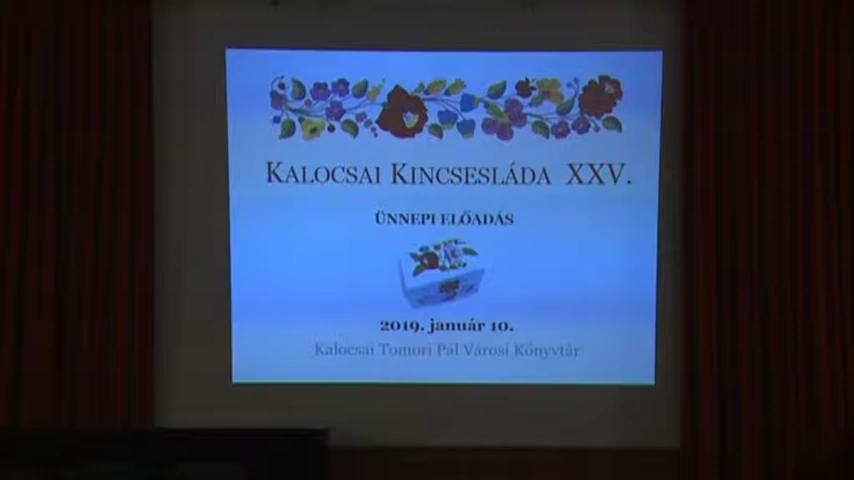 KALOCSAI KINCSESLÁDA XXV.
ÜNNEPI ELŐADÁS
2019. január 10.
Kalocsai Tomori Pál Városi Könyvtár